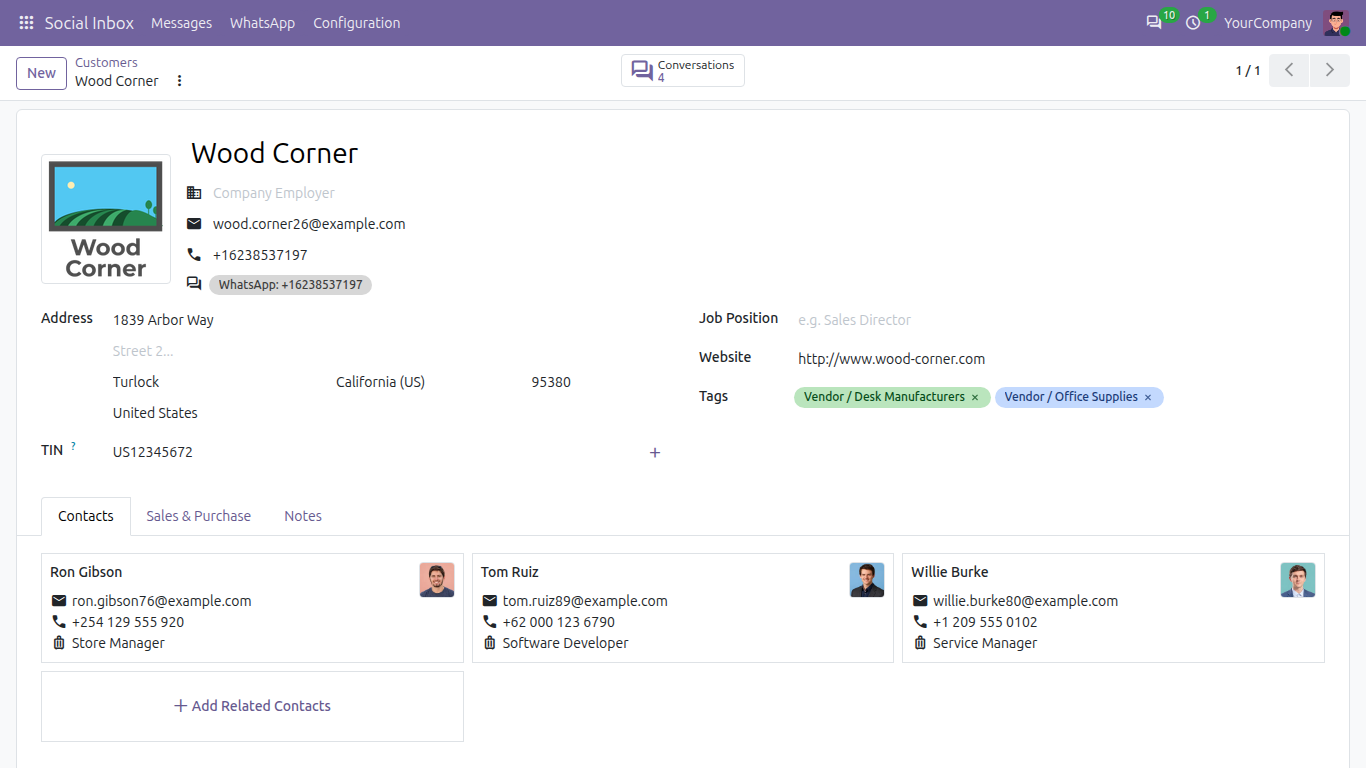 Social Inbox Messages WhatsApp Configuration 10 1 YourCompany
New Customers
Wood Corner
Conversations
4
1 / 1
Wood Corner
Wood
Corner
Company Employer
wood.corner26@example.com
+16238537197
WhatsApp: +16238537197
Address 1839 Arbor Way
Street 2...
Turlock California (US) 95380
United States
TIN ? US12345672 +
Job Position e.g. Sales Director
Website http://www.wood-corner.com
Tags Vendor / Desk Manufacturers × Vendor / Office Supplies ×
Contacts Sales & Purchase Notes
Ron Gibson
ron.gibson76@example.com
+254 129 555 920
Store Manager
Tom Ruiz
tom.ruiz89@example.com
+62 000 123 6790
Software Developer
Willie Burke
willie.burke80@example.com
+1 209 555 0102
Service Manager
+ Add Related Contacts